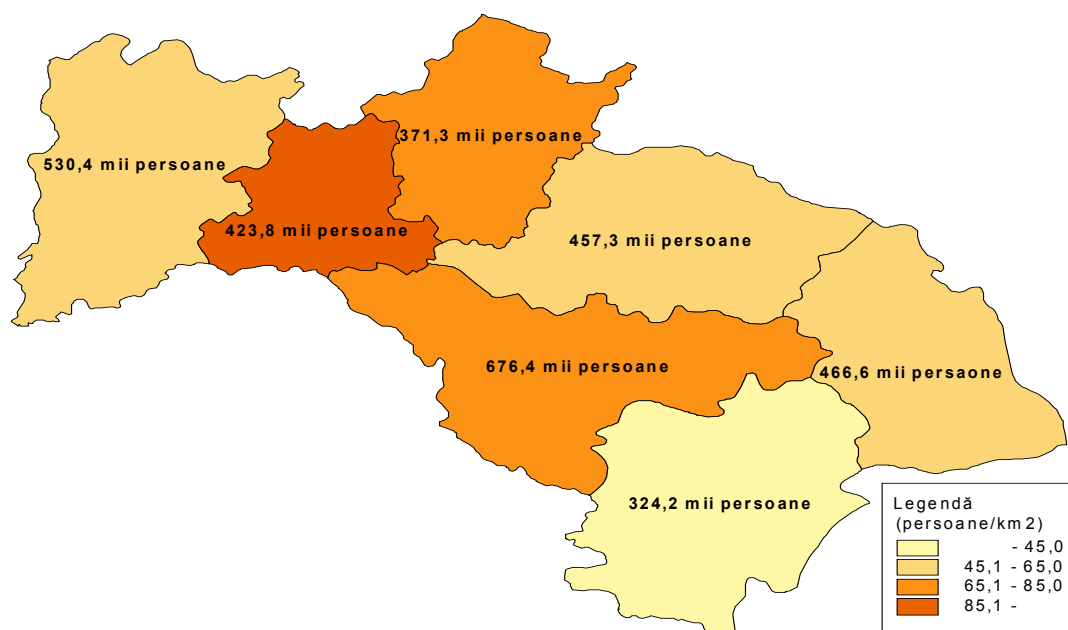 371,3 mii persoane
530,4 mii persoane
423,8 mii persoane
457,3 mii persoane
676,4 mii persoane
466,6 mii persaone
324,2 mii persoane
Legendă
(persoane/km2)
- 45,0
45,1 - 65,0
65,1 - 85,0
85,1 -